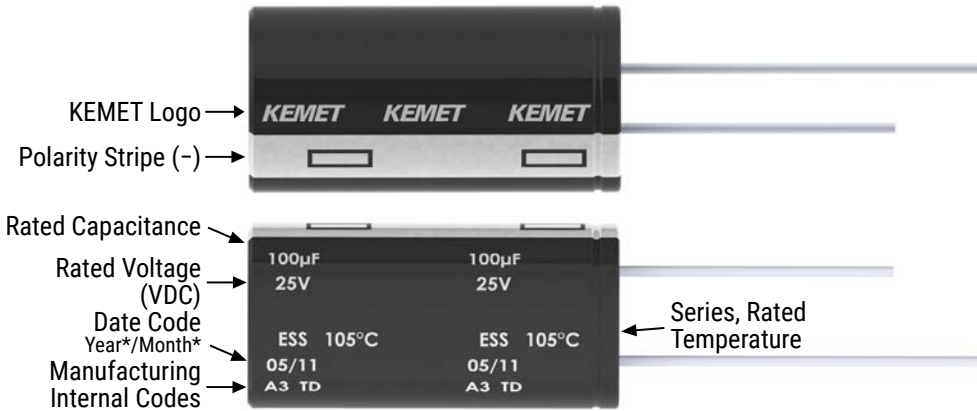 KEMET Logo
KEMET KEMET KEMET
Polarity Stripe (−)
Rated Capacitance
100µF 100µF
Rated Voltage
(VDC)
25V 25V
Date Code
Year*/Month*
ESS 105°C ESS 105°C
05/11 05/11
Manufacturing
Internal Codes
A3 TD A3 TD
Series, Rated
Temperature